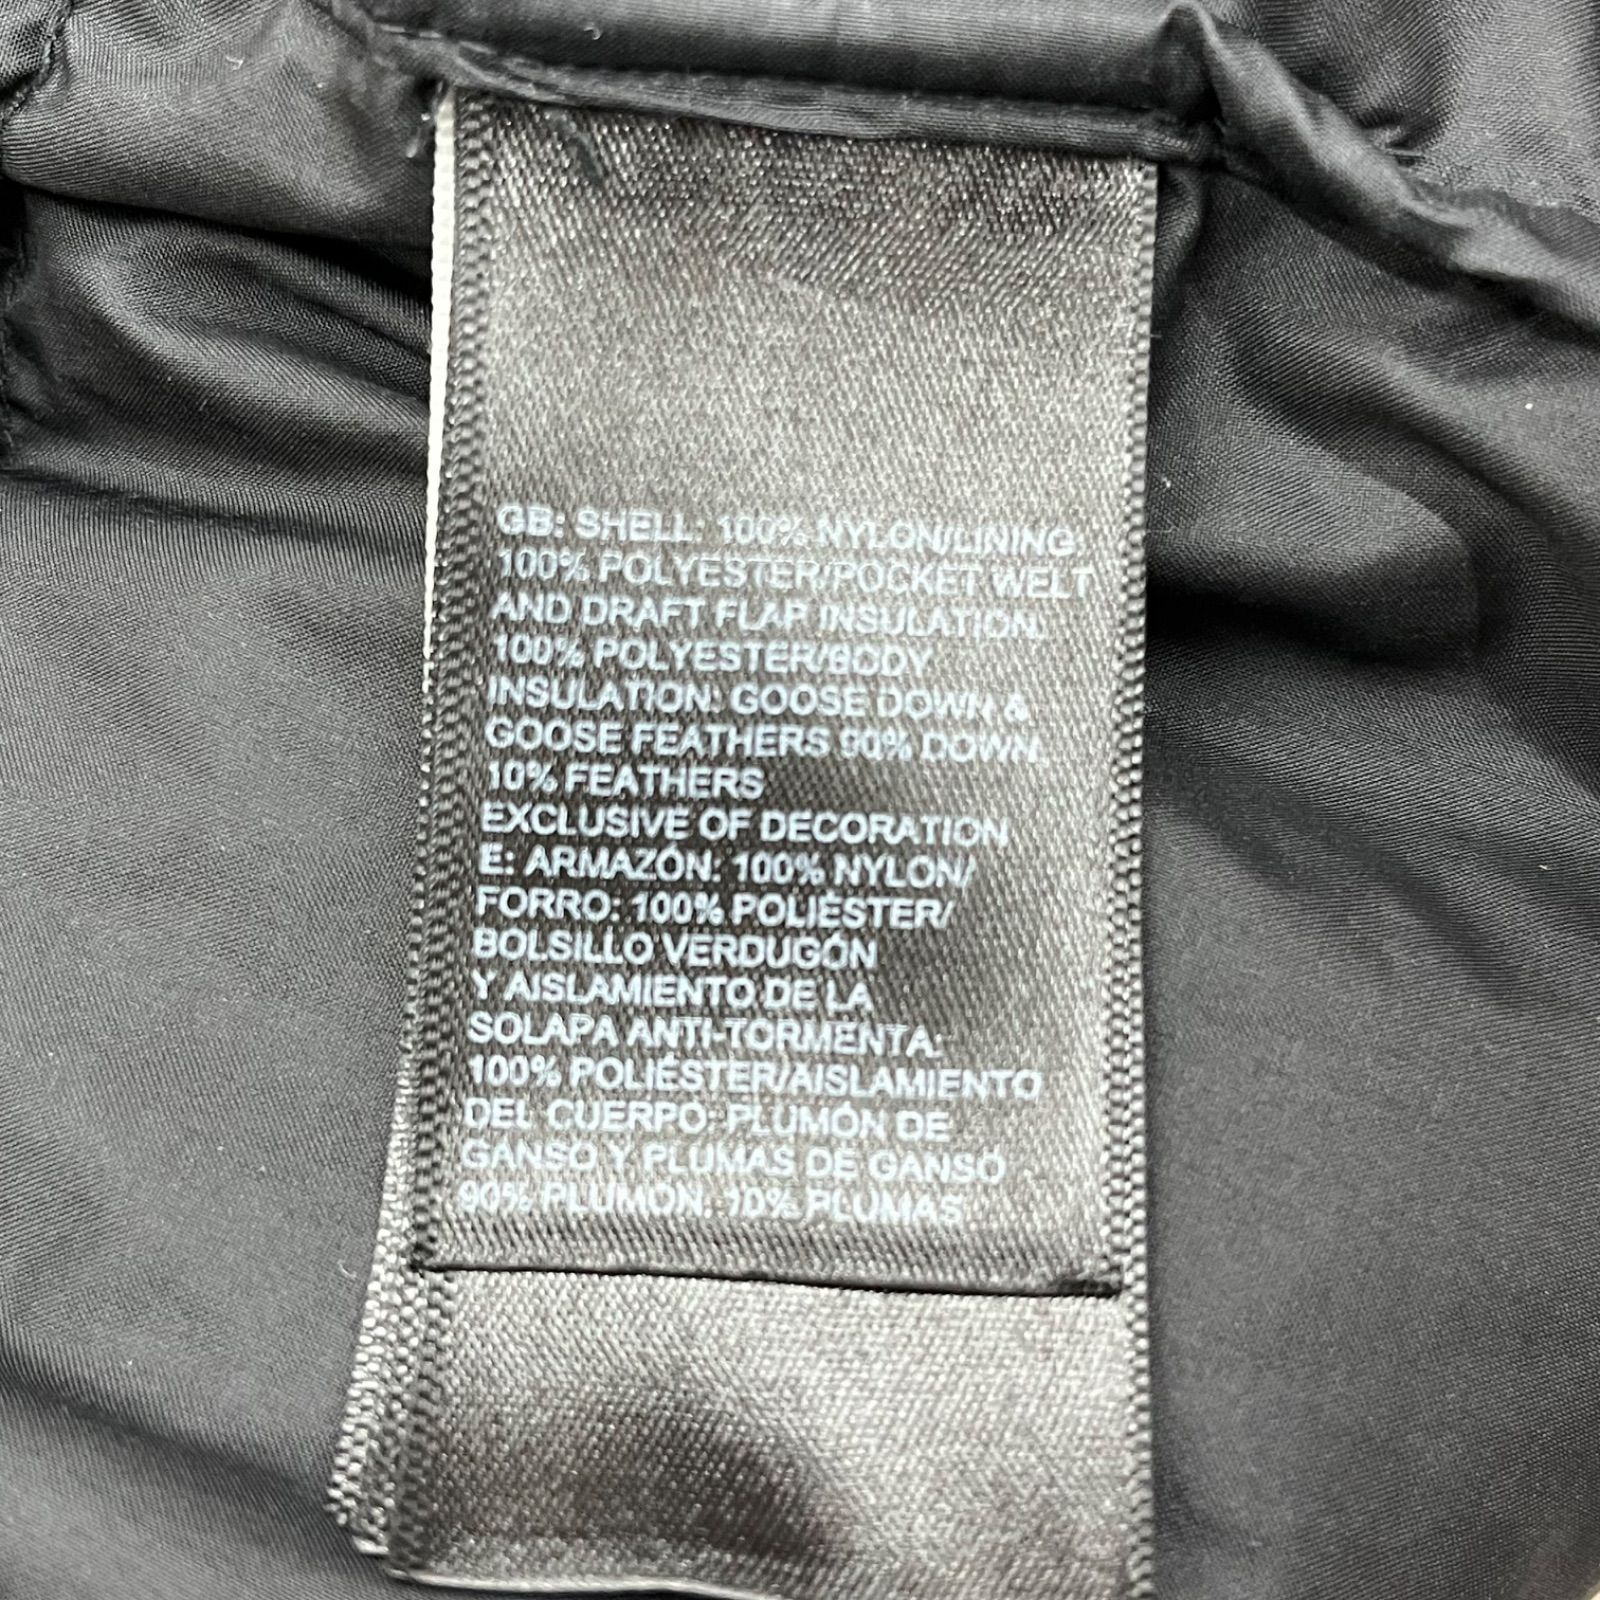 GB: SHELL: 100% NYLON/LINING:
100% POLYESTER/POCKET WELT
AND DRAFT FLAP INSULATION:
100% POLYESTER/BODY
INSULATION: GOOSE DOWN &
GOOSE FEATHERS 90% DOWN,
10% FEATHERS
EXCLUSIVE OF DECORATION
E: ARMAZÓN: 100% NYLON/
FORRO: 100% POLIÉSTER/
BOLSILLO VERDUGÓN
Y AISLAMIENTO DE LA
SOLAPA ANTI-TORMENTA:
100% POLIÉSTER/AISLAMIENTO
DEL CUERPO: PLUMÓN DE
GANSO Y PLUMAS DE GANSO
90% PLUMÓN, 10% PLUMAS